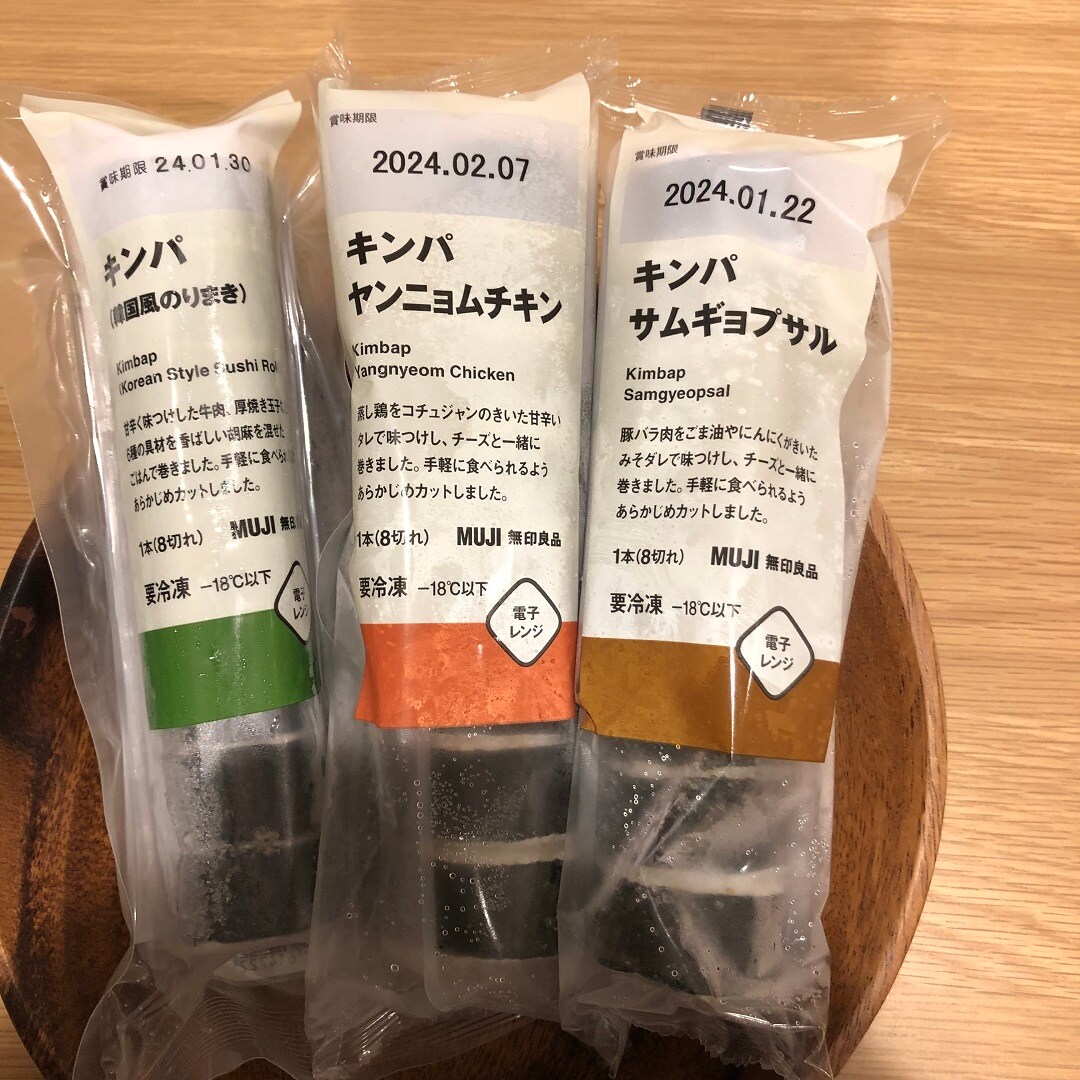 賞味期限 24.01.30
キンパ
(韓国風のりまき)
Kimbap
(Korean Style Sushi Rol
甘辛く味つけした牛肉、厚焼き玉子な
6種の具材を香ばしい胡麻を混ぜた
ごはんで巻きました。手軽に食べられ
あらかじめカットしました。
1本(8切れ)
MUJI 無印
要冷凍 −18℃以下
電子
レンジ
賞味期限
2024.02.07
キンパ
ヤンニョムチキン
Kimbap
Yangnyeom Chicken
蒸し鶏をコチュジャンのきいた甘辛い
タレで味つけし、チーズと一緒に
巻きました。手軽に食べられるよう
あらかじめカットしました。
1本(8切れ)
MUJI 無印良品
要冷凍 −18℃以下
電子
レンジ
賞味期限
2024.01.22
キンパ
サムギョプサル
Kimbap
Samgyeopsal
豚バラ肉をごま油やにんにくがきいた
みそダレで味つけし、チーズと一緒に
巻きました。手軽に食べられるよう
あらかじめカットしました。
1本(8切れ)
MUJI 無印良品
要冷凍 −18℃以下
電子
レンジ